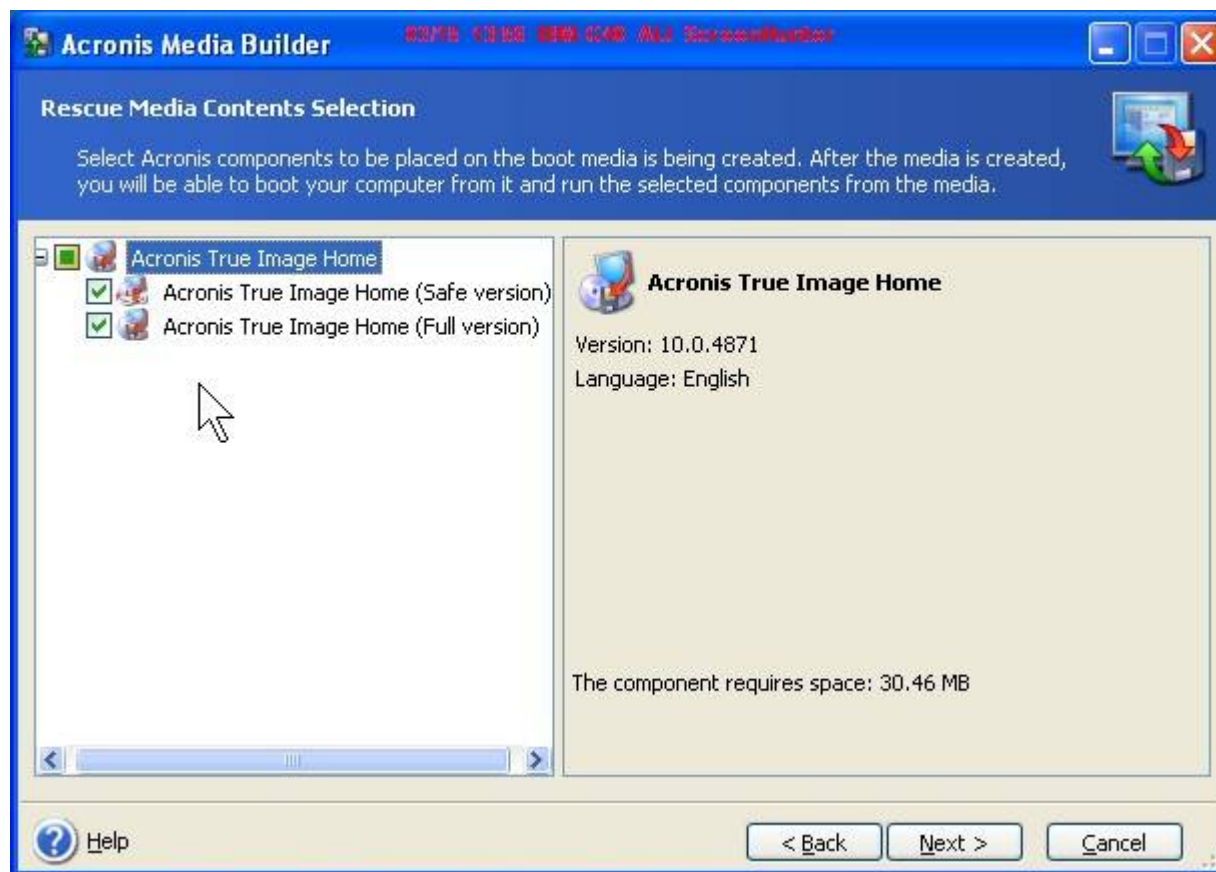 Acronis Media Builder
Rescue Media Contents Selection
Select Acronis components to be placed on the boot media is being created. After the media is created,
you will be able to boot your computer from it and run the selected components from the media.
Acronis True Image Home
Acronis True Image Home (Safe version)
Acronis True Image Home (Full version)
Acronis True Image Home
Version: 10.0.4871
Language: English
The component requires space: 30.46 MB
Help
< Back
Next >
Cancel